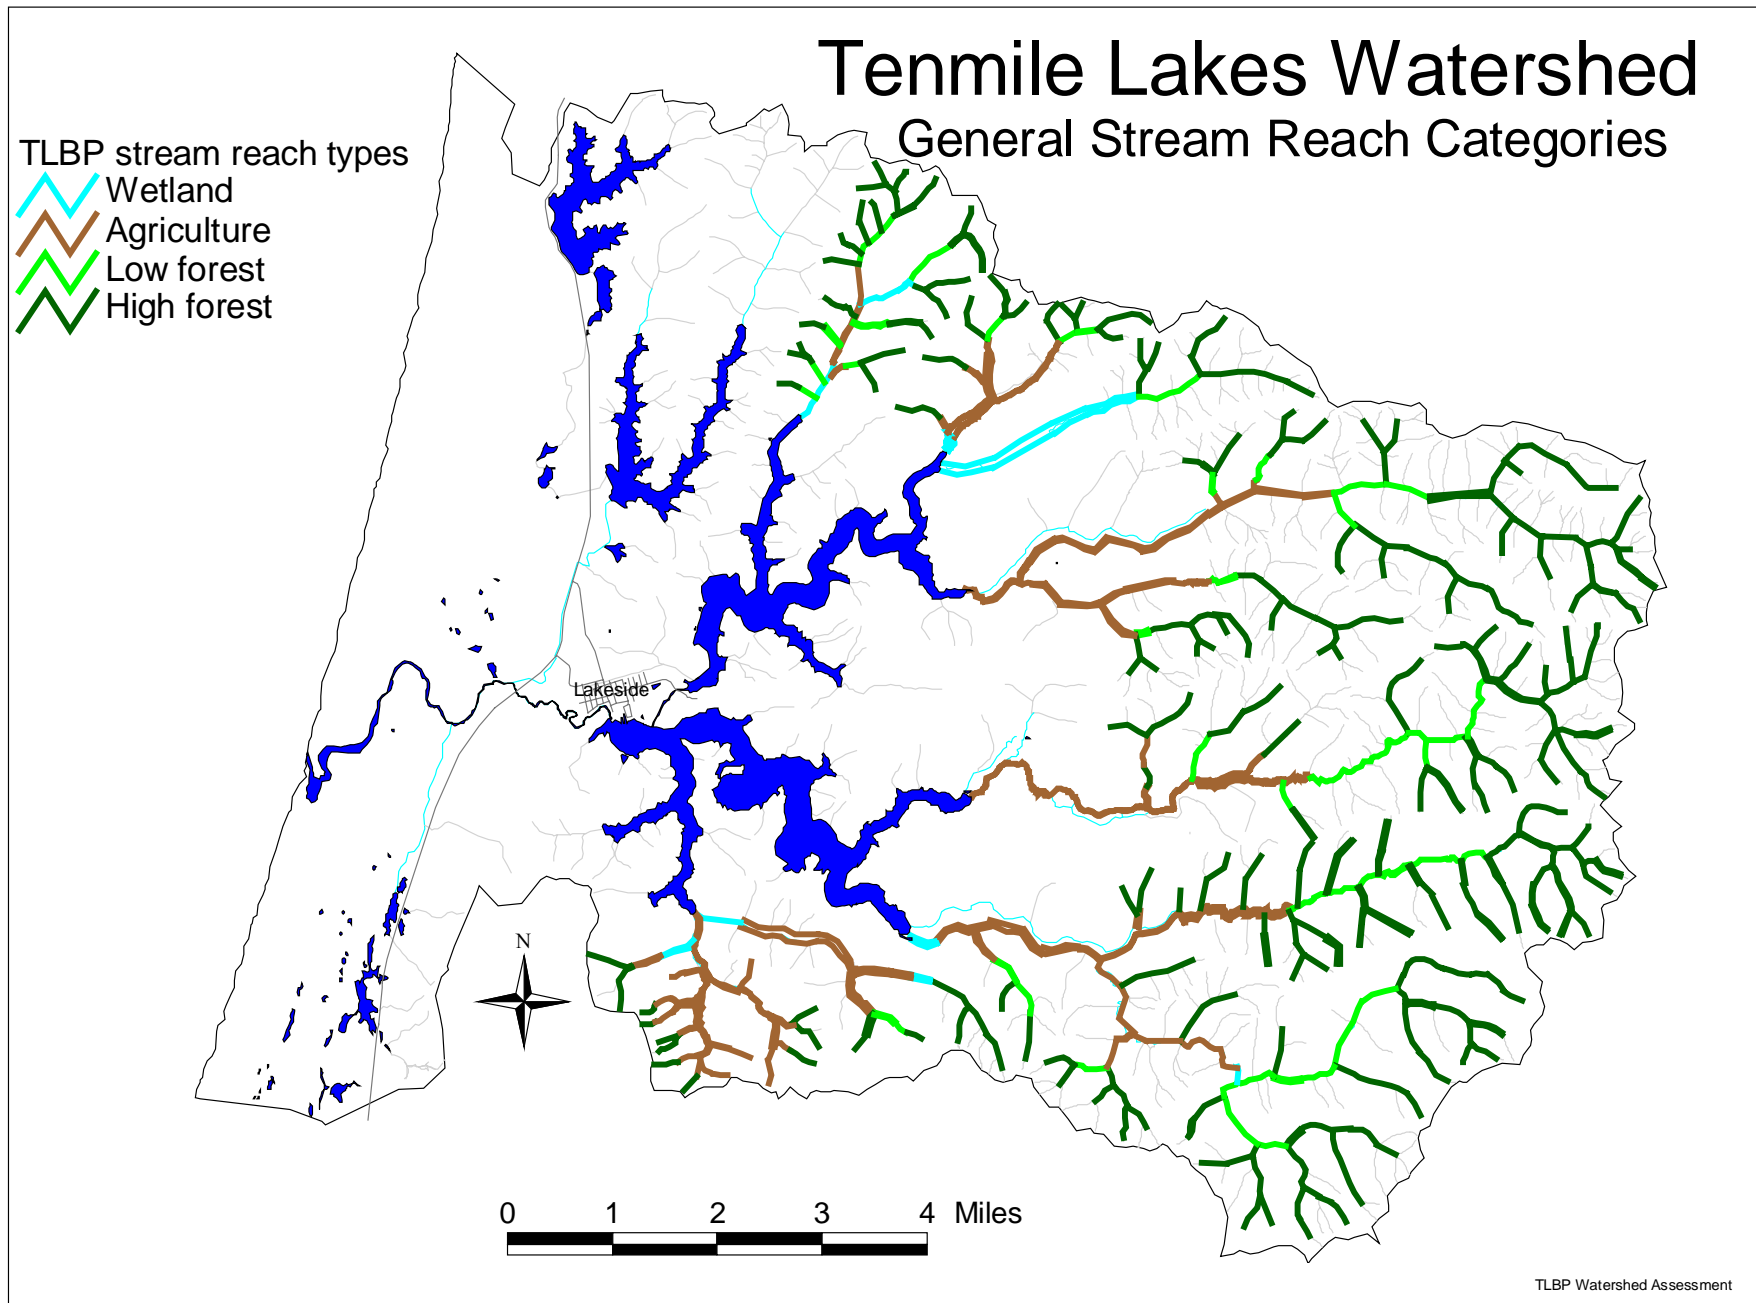 Tenmile Lakes Watershed
General Stream Reach Categories
TLBP stream reach types
Wetland
Agriculture
Low forest
High forest
Lakeside
N
0 1 2 3 4 Miles
TLBP Watershed Assessment